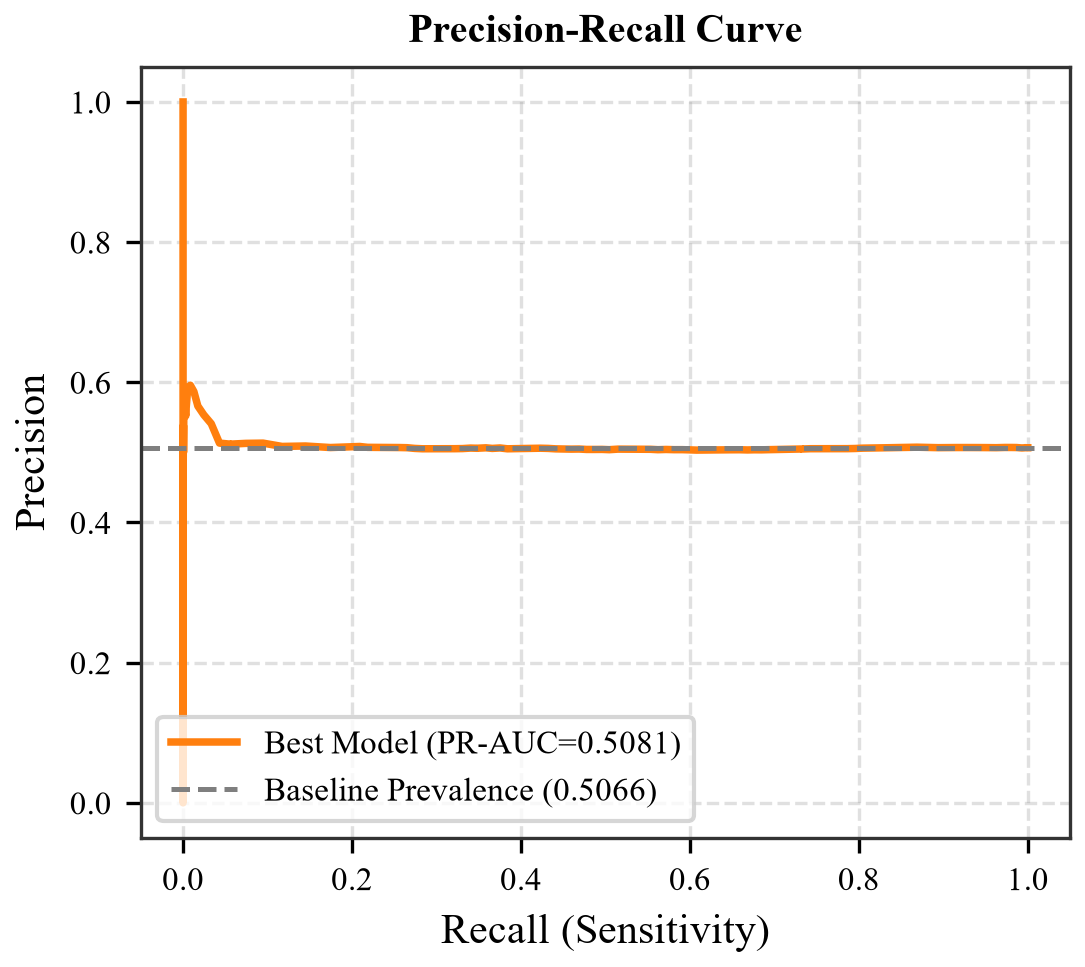 Precision-Recall Curve
1.0
0.8
0.6
0.4
0.2
0.0
Precision
Best Model (PR-AUC=0.5081)
Baseline Prevalence (0.5066)
0.0 0.2 0.4 0.6 0.8 1.0
Recall (Sensitivity)